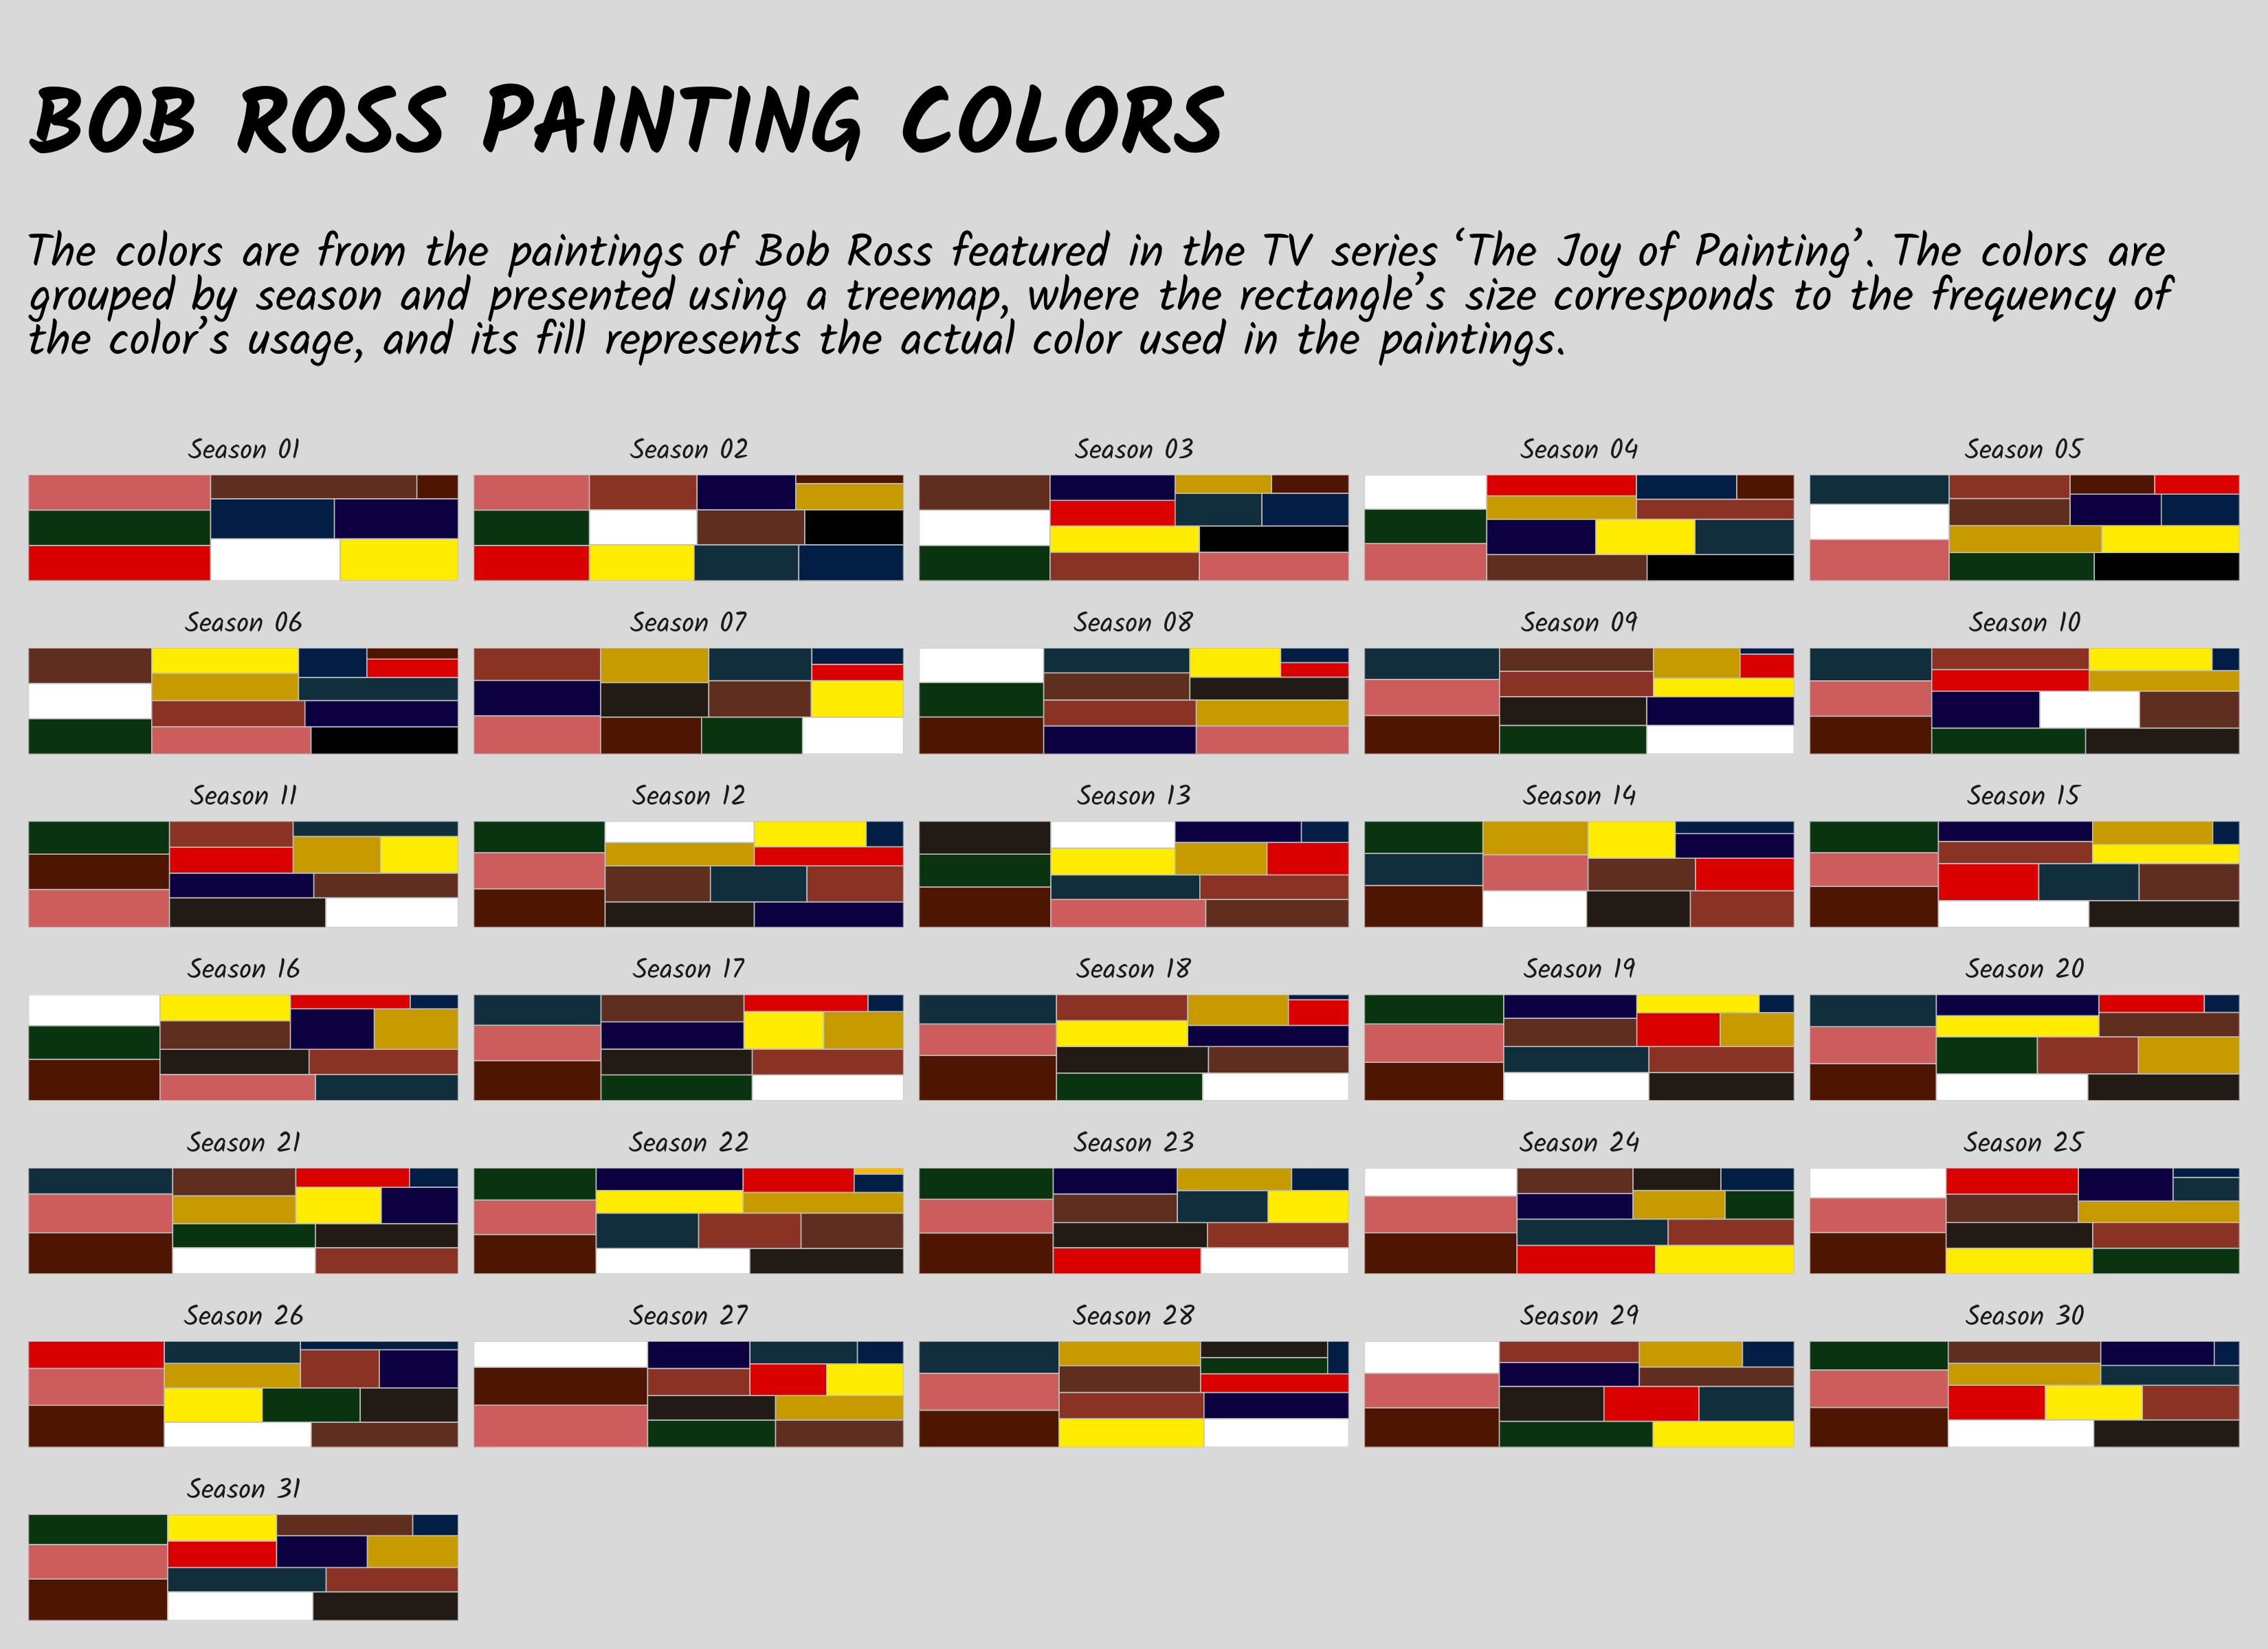 BOB ROSS PAINTING COLORS
The colors are from the paintings of Bob Ross featured in the TV series ‘The Joy of Painting’. The colors are
grouped by season and presented using a treemap, where the rectangle’s size corresponds to the frequency of
the color’s usage, and its fill represents the actual color used in the paintings.
Season 01
Season 02
Season 03
Season 04
Season 05
Season 06
Season 07
Season 08
Season 09
Season 10
Season 11
Season 12
Season 13
Season 14
Season 15
Season 16
Season 17
Season 18
Season 19
Season 20
Season 21
Season 22
Season 23
Season 24
Season 25
Season 26
Season 27
Season 28
Season 29
Season 30
Season 31